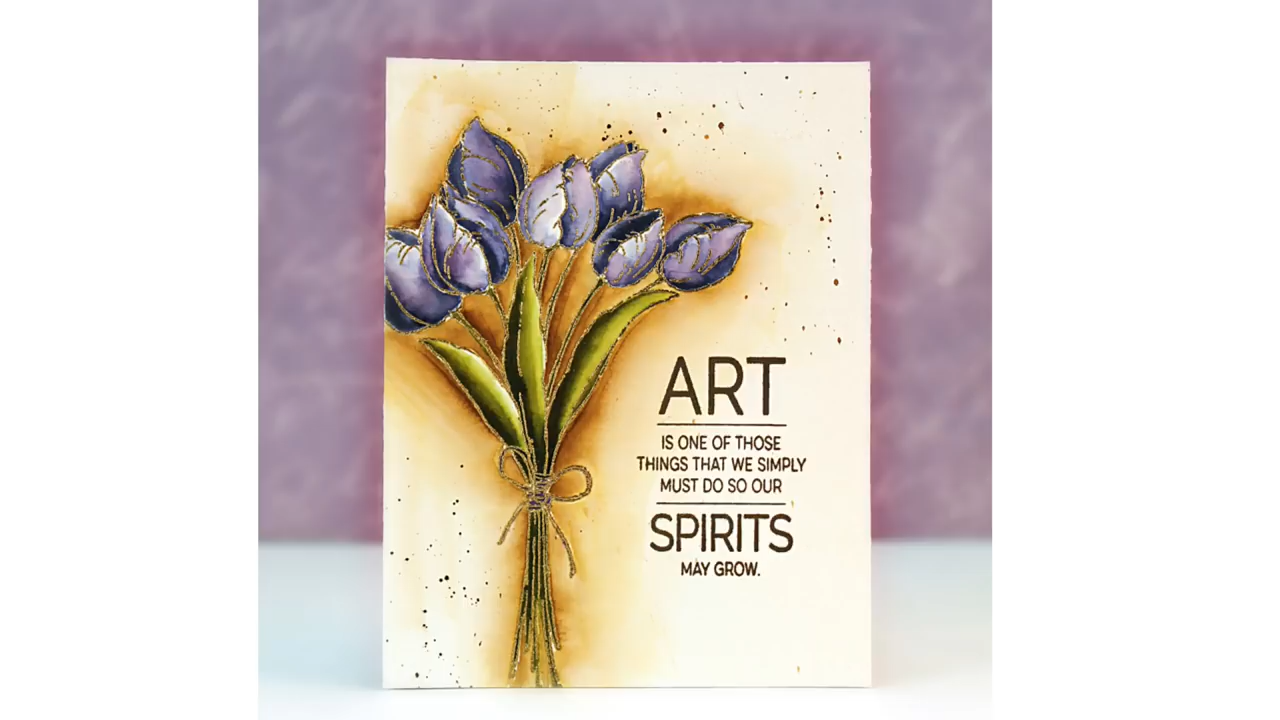 ART
IS ONE OF THOSE
THINGS THAT WE SIMPLY
MUST DO SO OUR
SPIRITS
MAY GROW.